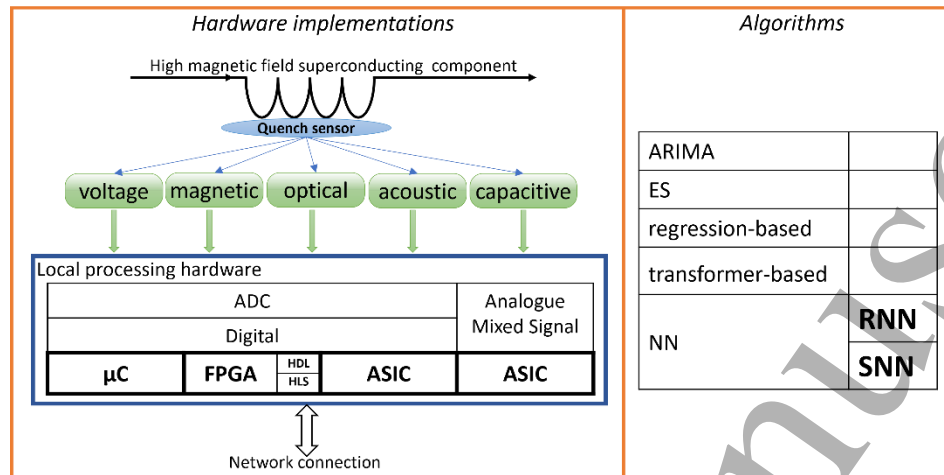 Hardware implementations
High magnetic field superconducting component
Quench sensor
voltage magnetic optical acoustic capacitive
Local processing hardware
ADC
Digital
Analogue
Mixed Signal
µC
FPGA
HDL
HLS
ASIC
ASIC
Network connection
Algorithms
ARIMA
ES
regression-based
transformer-based
NN
RNN
SNN
nus